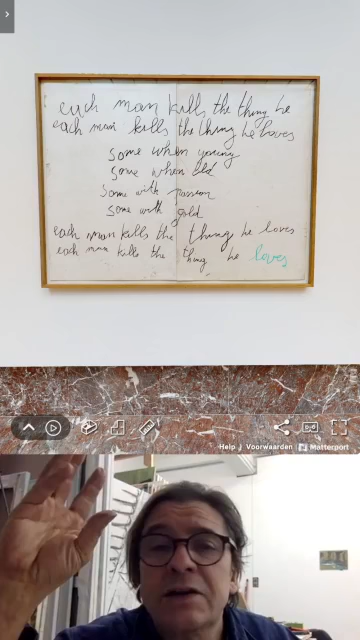 each man kills the thing he
each man kills the thing he loves
some when young
some when old
some with passion
some with gold
each man kills the thing he loves
each man kills the thing he loves
Help | Voorwaarden Matterport